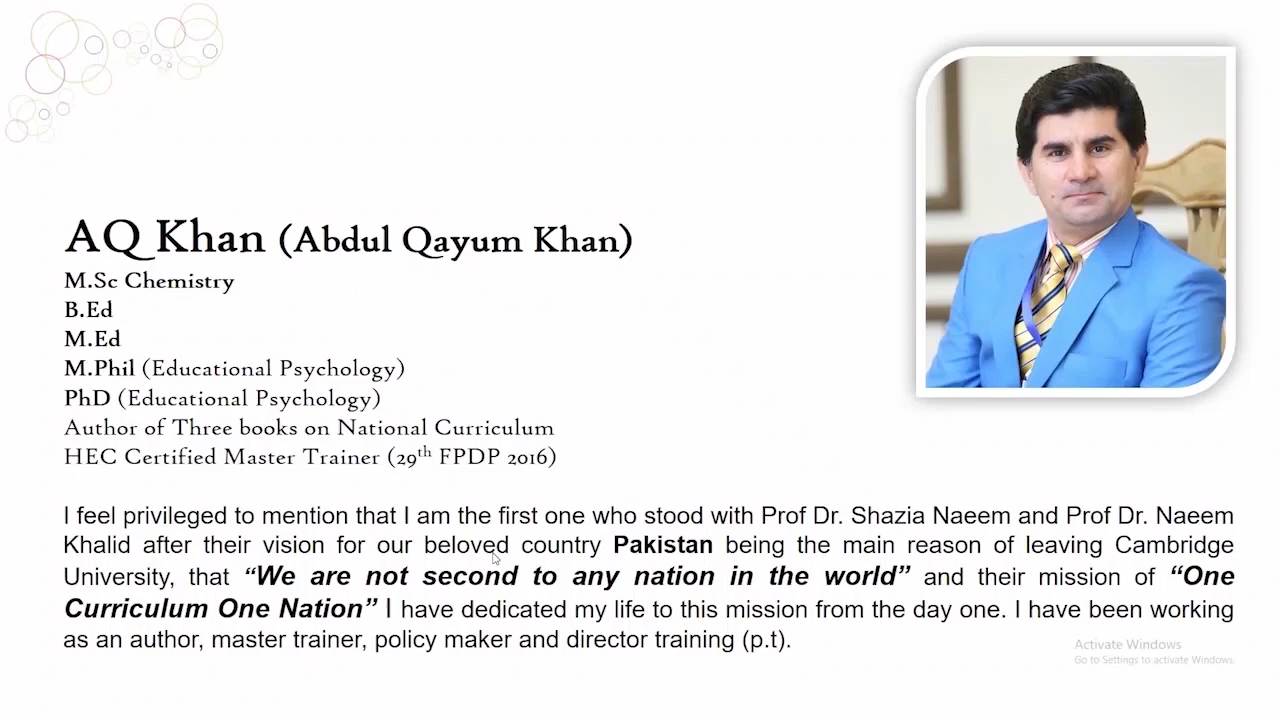 AQ Khan (Abdul Qayum Khan)
M.Sc Chemistry
B.Ed
M.Ed
M.Phil (Educational Psychology)
PhD (Educational Psychology)
Author of Three books on National Curriculum
HEC Certified Master Trainer (29th FPDP 2016)
I feel privileged to mention that I am the first one who stood with Prof Dr. Shazia Naeem and Prof Dr. Naeem
Khalid after their vision for our beloved country Pakistan being the main reason of leaving Cambridge
University, that “We are not second to any nation in the world” and their mission of “One
Curriculum One Nation” I have dedicated my life to this mission from the day one. I have been working
as an author, master trainer, policy maker and director training (p.t).
Activate Windows
Go to Settings to activate Windows.